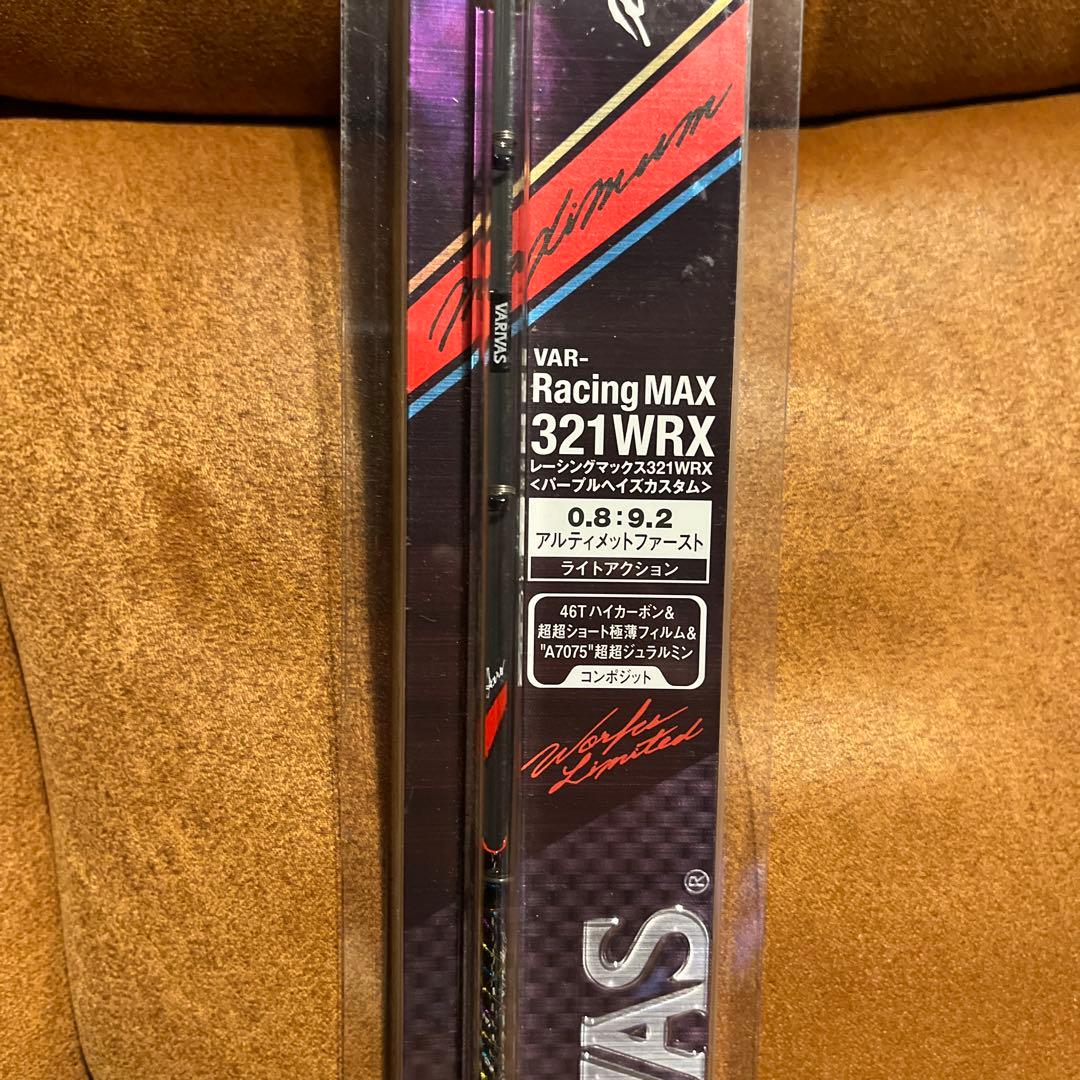 VARIVAS
VAR-
Racing MAX
321WRX
レーシングマックス321WRX
<パープルヘイズカスタム>
0.8:9.2
アルティメットファースト
ライトアクション
46Tハイカーボン&
超超ショート極薄フィルム&
"A7075"超超ジュラルミン
コンポジット
Works
Limited
VAS®